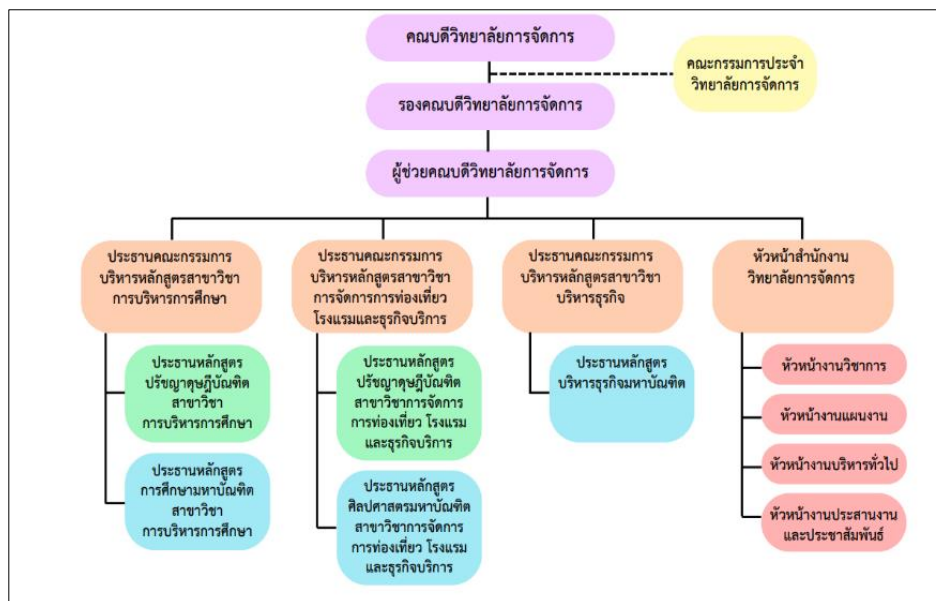 คณบดีวิทยาลัยการจัดการ
คณะกรรมการประจำ
วิทยาลัยการจัดการ
รองคณบดีวิทยาลัยการจัดการ
ผู้ช่วยคณบดีวิทยาลัยการจัดการ
ประธานคณะกรรมการ
บริหารหลักสูตรสาขาวิชา
การบริหารการศึกษา
ประธานหลักสูตร
ปรัชญาดุษฎีบัณฑิต
สาขาวิชา
การบริหารการศึกษา
ประธานหลักสูตร
การศึกษามหาบัณฑิต
สาขาวิชา
การบริหารการศึกษา
ประธานคณะกรรมการ
บริหารหลักสูตรสาขาวิชา
การจัดการการท่องเที่ยว
โรงแรมและธุรกิจบริการ
ประธานหลักสูตร
ปรัชญาดุษฎีบัณฑิต
สาขาวิชาการจัดการ
การท่องเที่ยว โรงแรม
และธุรกิจบริการ
ประธานหลักสูตร
ศิลปศาสตรมหาบัณฑิต
สาขาวิชาการจัดการ
การท่องเที่ยว โรงแรม
และธุรกิจบริการ
ประธานคณะกรรมการ
บริหารหลักสูตรสาขาวิชา
บริหารธุรกิจ
ประธานหลักสูตร
บริหารธุรกิจมหาบัณฑิต
หัวหน้าสำนักงาน
วิทยาลัยการจัดการ
หัวหน้างานวิชาการ
หัวหน้างานแผนงาน
หัวหน้างานบริหารทั่วไป
หัวหน้างานประสานงาน
และประชาสัมพันธ์